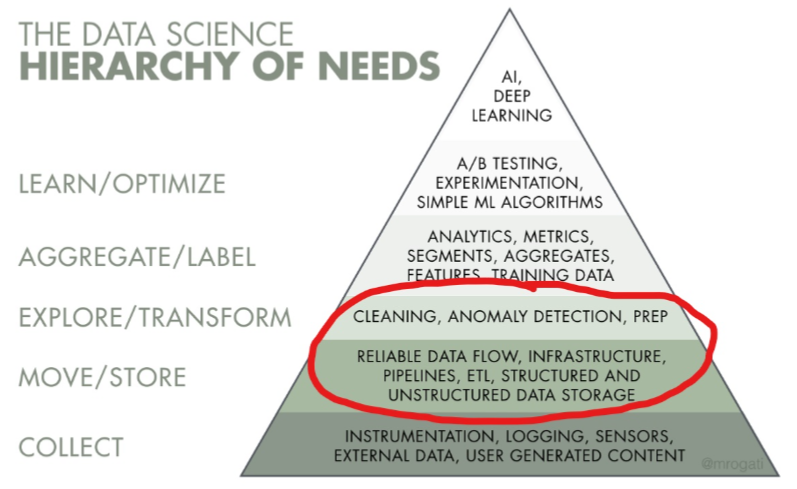 THE DATA SCIENCE
HIERARCHY OF NEEDS
AI,
DEEP
LEARNING
LEARN/OPTIMIZE
A/B TESTING,
EXPERIMENTATION,
SIMPLE ML ALGORITHMS
AGGREGATE/LABEL
ANALYTICS, METRICS,
SEGMENTS, AGGREGATES,
FEATURES, TRAINING DATA
EXPLORE/TRANSFORM
CLEANING, ANOMALY DETECTION, PREP
MOVE/STORE
RELIABLE DATA FLOW, INFRASTRUCTURE,
PIPELINES, ETL, STRUCTURED AND
UNSTRUCTURED DATA STORAGE
COLLECT
INSTRUMENTATION, LOGGING, SENSORS,
EXTERNAL DATA, USER GENERATED CONTENT
@mrogati